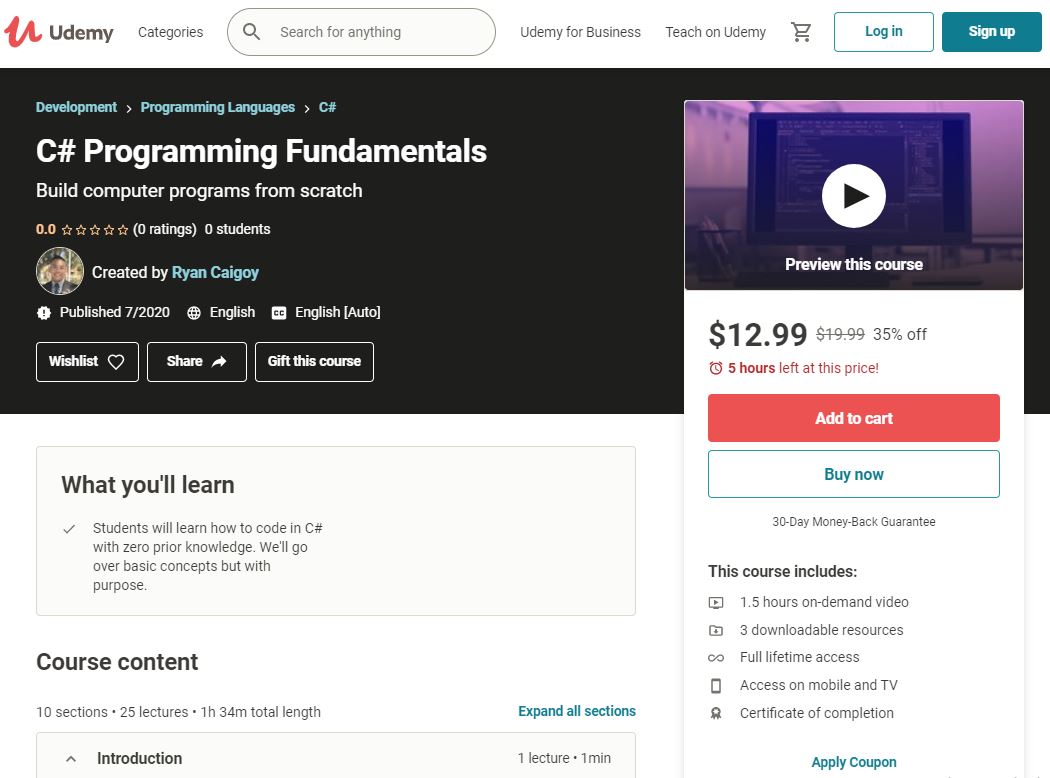 Udemy Categories Search for anything Udemy for Business Teach on Udemy Log in Sign up
Development > Programming Languages > C#
C# Programming Fundamentals
Build computer programs from scratch
0.0 (0 ratings) 0 students
Created by Ryan Caigoy
Published 7/2020 English CC English [Auto]
Wishlist Share Gift this course
Preview this course
$12.99 $19.99 35% off
5 hours left at this price!
Add to cart
Buy now
30-Day Money-Back Guarantee
This course includes:
1.5 hours on-demand video
3 downloadable resources
Full lifetime access
Access on mobile and TV
Certificate of completion
Apply Coupon
What you'll learn
Students will learn how to code in C#
with zero prior knowledge. We'll go
over basic concepts but with
purpose.
Course content
10 sections • 25 lectures • 1h 34m total length Expand all sections
Introduction 1 lecture • 1min